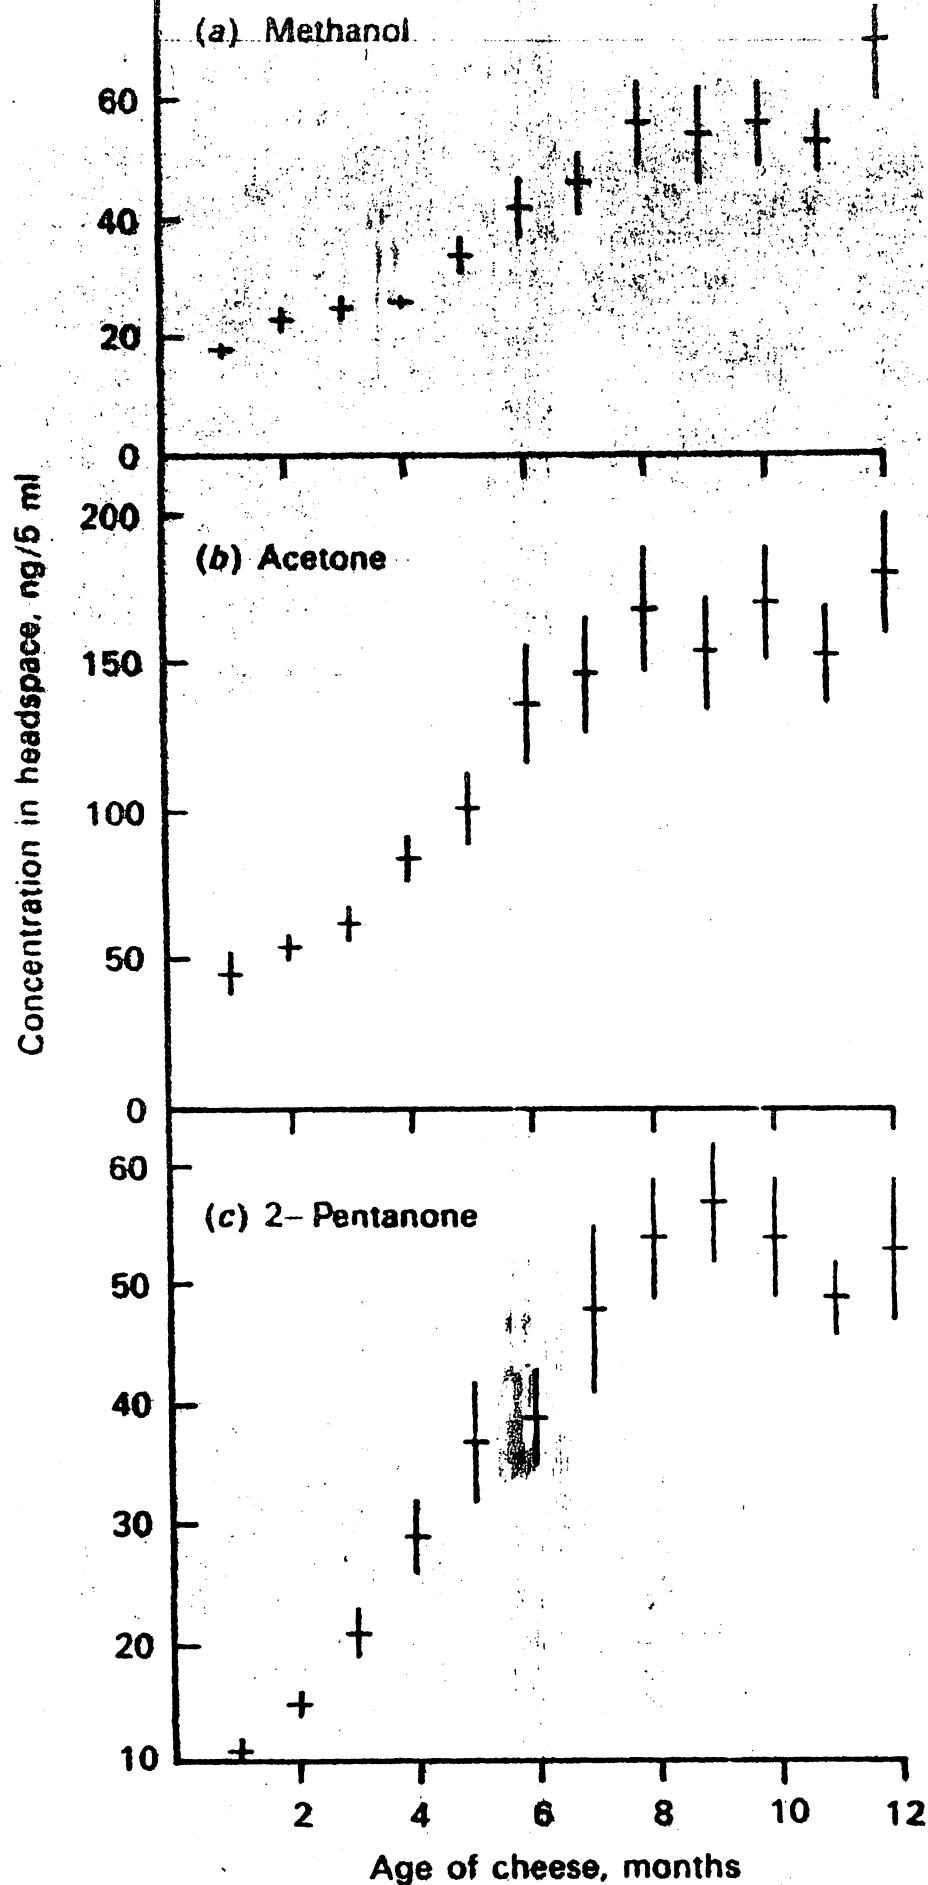 (a) Methanol
60
40
20
0
Concentration in headspace, ng/5 ml
200
(b) Acetone
150
100
50
0
60
(c) 2-Pentanone
50
40
30
20
10
2 4 6 8 10 12
Age of cheese, months